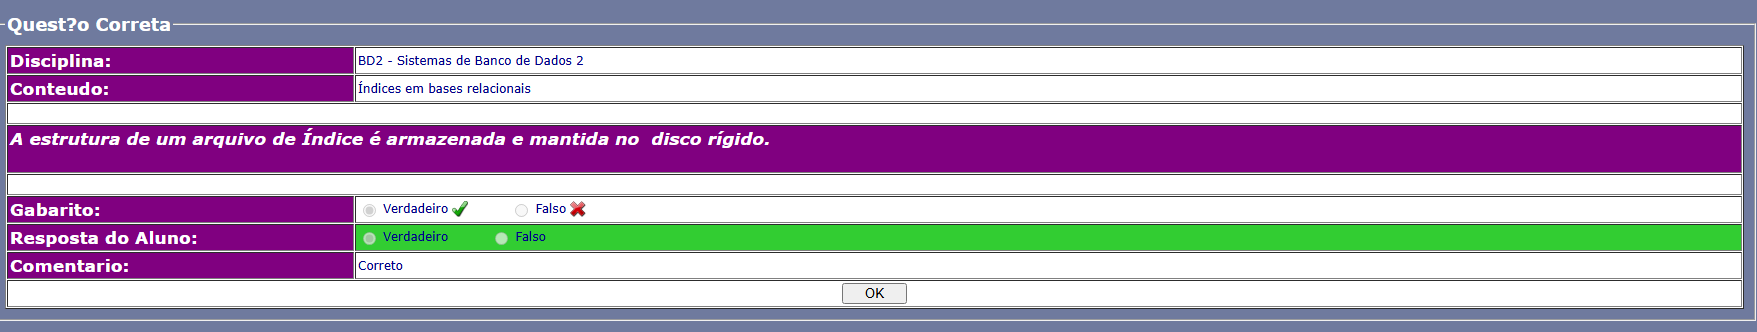 Quest?o Correta
Disciplina: BD2 - Sistemas de Banco de Dados 2
Conteudo: Índices em bases relacionais
A estrutura de um arquivo de Índice é armazenada e mantida no  disco rígido.
Gabarito: Verdadeiro Falso
Resposta do Aluno: Verdadeiro Falso
Comentario: Correto
OK